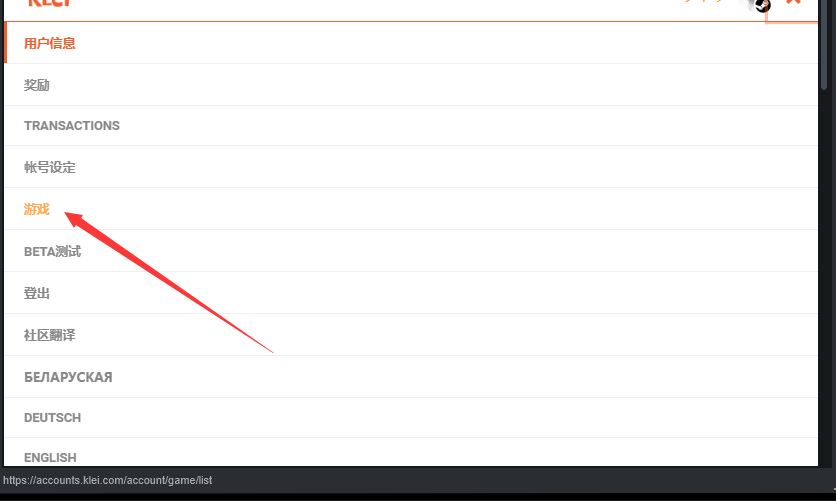 KLEI
用户信息
奖励
TRANSACTIONS
帐号设定
游戏
BETA测试
登出
社区翻译
БЕЛАРУСКАЯ
DEUTSCH
ENGLISH
https://accounts.klei.com/account/game/list